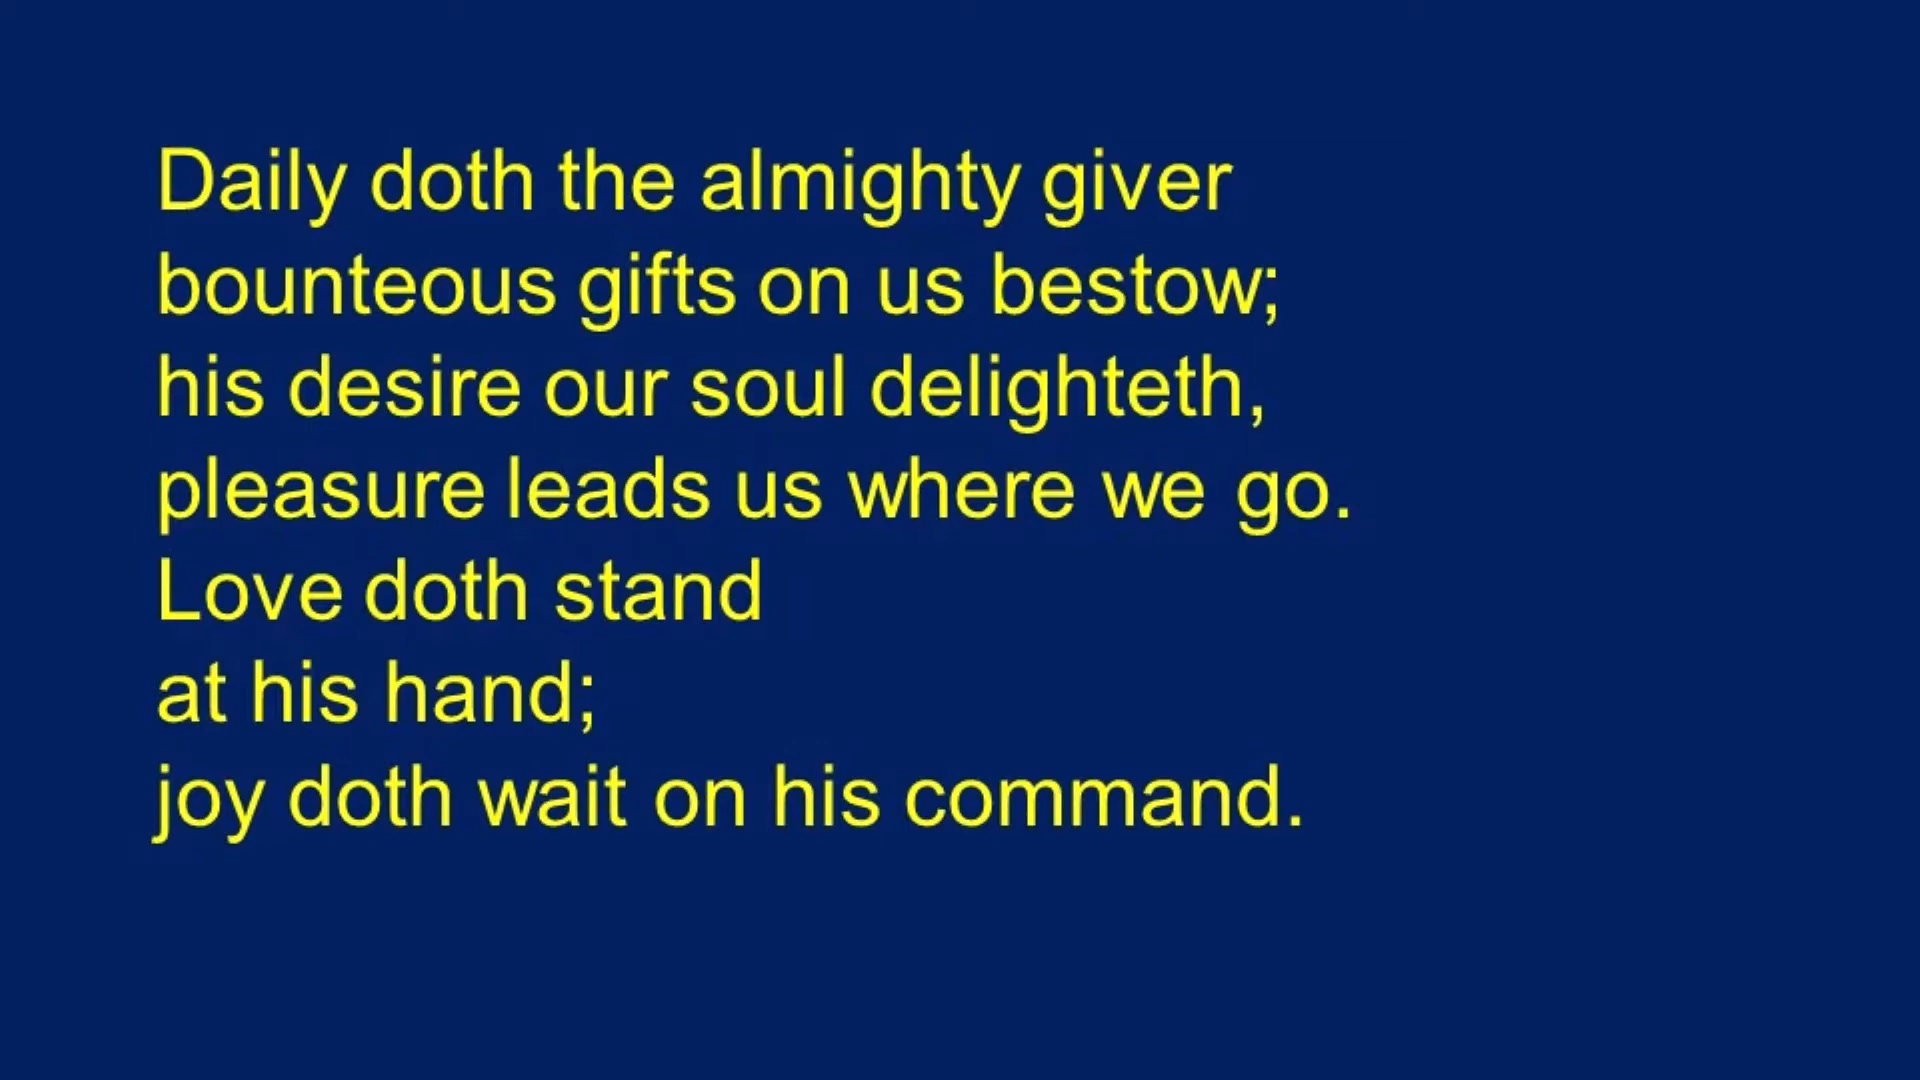 Daily doth the almighty giver
bounteous gifts on us bestow;
his desire our soul delighteth,
pleasure leads us where we go.
Love doth stand
at his hand;
joy doth wait on his command.